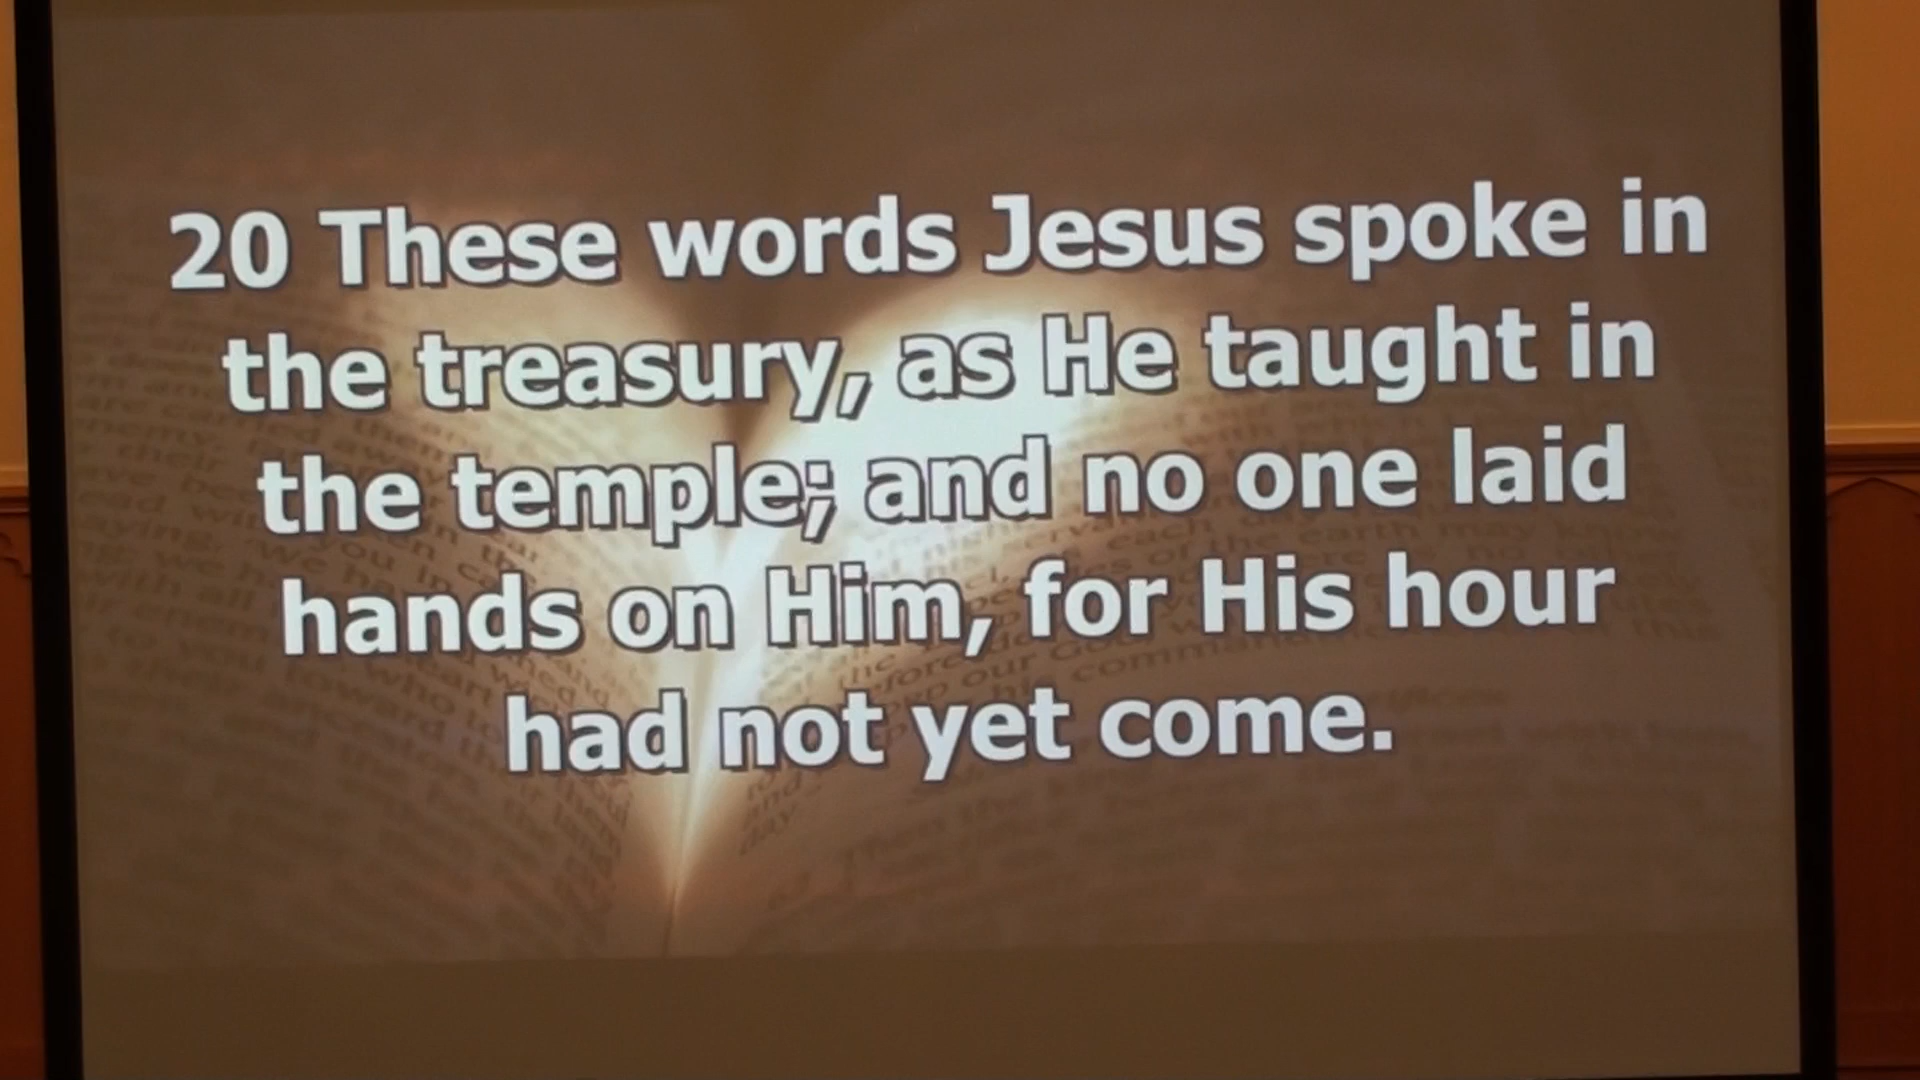 20 These words Jesus spoke in
the treasury, as He taught in
the temple; and no one laid
hands on Him, for His hour
had not yet come.